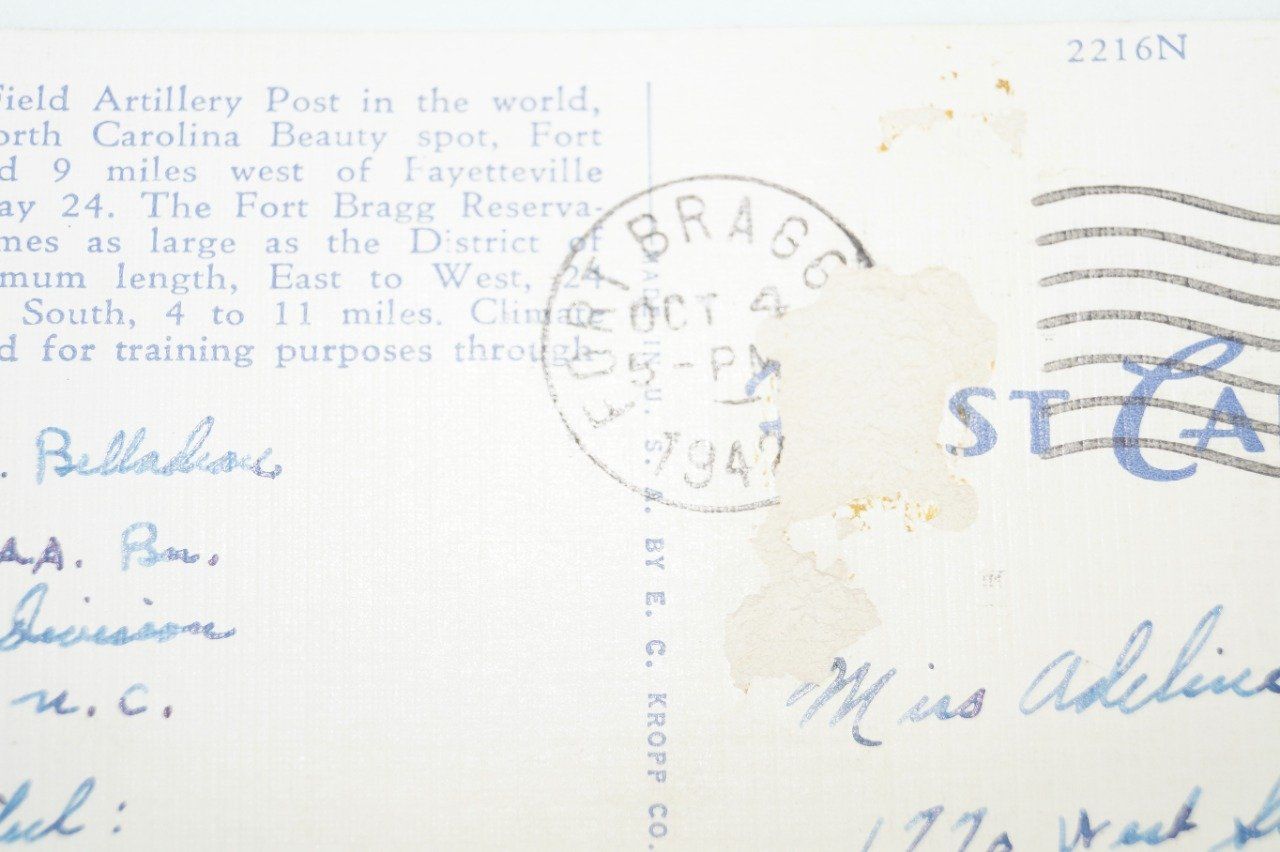 2216N
Field Artillery Post in the world,
orth Carolina Beauty spot, Fort
d 9 miles west of Fayetteville
ay 24. The Fort Bragg Reserva-
mes as large as the District of
mum length, East to West, 24
South, 4 to 11 miles. Climate
d for training purposes through-
FORT BRAGG
OCT 4
5-PM
194
ST CA
MADE IN U. S. A. BY E. C. KROPP CO.
AA. Bn.
Division
N.C.
Miss Adeline
1770 West